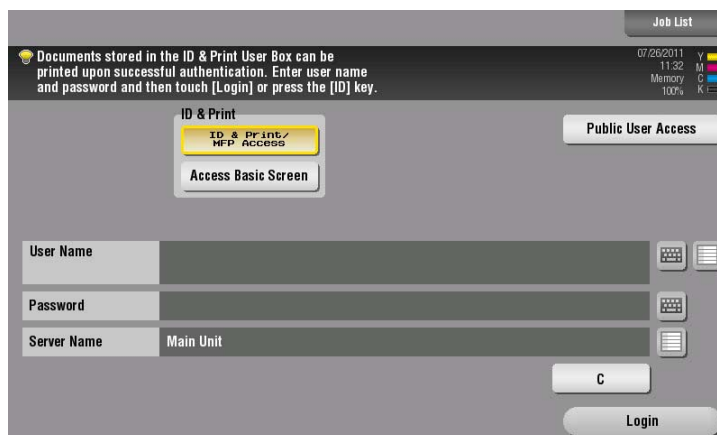 Job List
Documents stored in the ID & Print User Box can be
printed upon successful authentication. Enter user name
and password and then touch [Login] or press the [ID] key.
07/26/2011
11:32
Memory
100%
Y
M
C
K
ID & Print
ID & Print/
MFP Access
Access Basic Screen
Public User Access
User Name
Password
Server Name
Main Unit
C
Login